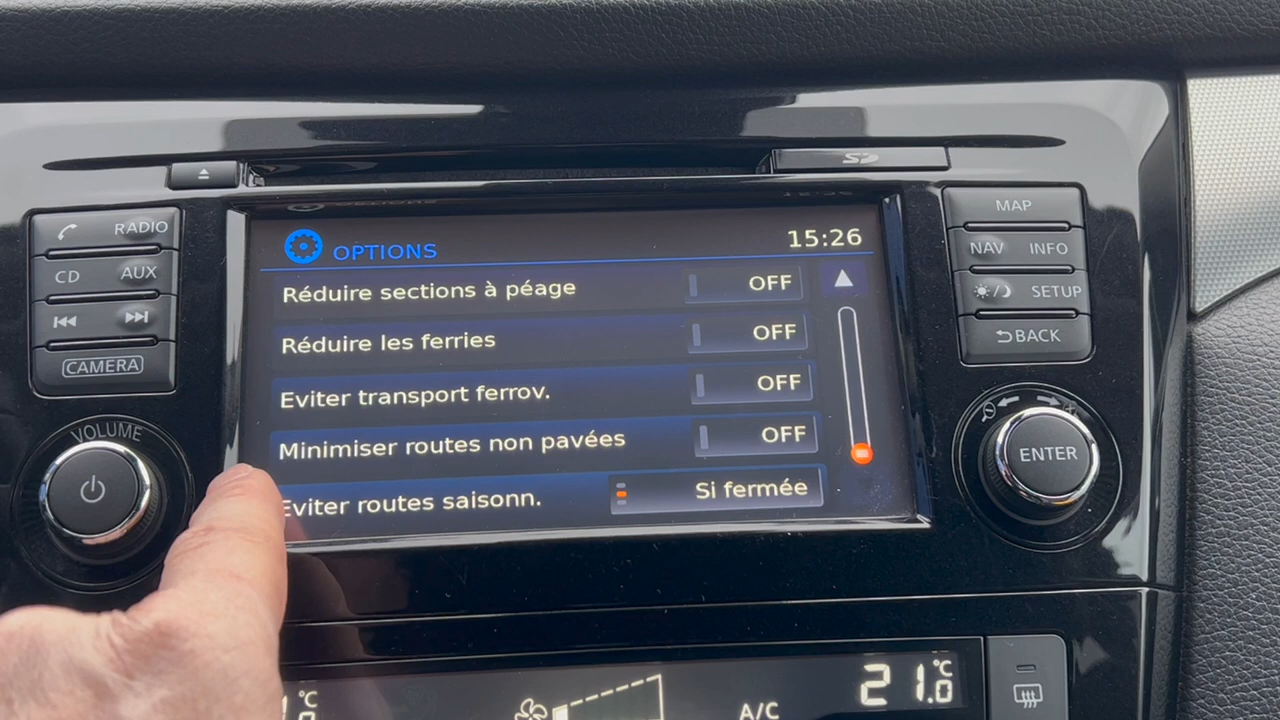 SD
RADIO
CD AUX
CAMERA
VOLUME
OPTIONS 15:26
Réduire sections à péage OFF
Réduire les ferries OFF
Eviter transport ferrov. OFF
Minimiser routes non pavées OFF
Eviter routes saisonn. Si fermée
MAP
NAV INFO
SETUP
BACK
ENTER
°C
A/C
21.0 °C